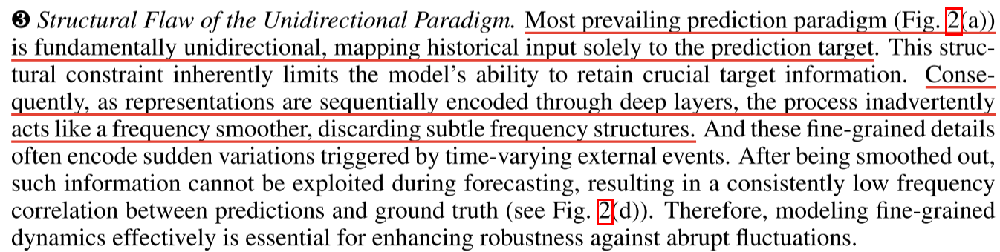 ❸ Structural Flaw of the Unidirectional Paradigm. Most prevailing prediction paradigm (Fig. 2(a))
is fundamentally unidirectional, mapping historical input solely to the prediction target. This struc-
tural constraint inherently limits the model's ability to retain crucial target information. Conse-
quently, as representations are sequentially encoded through deep layers, the process inadvertently
acts like a frequency smoother, discarding subtle frequency structures. And these fine-grained details
often encode sudden variations triggered by time-varying external events. After being smoothed out,
such information cannot be exploited during forecasting, resulting in a consistently low frequency
correlation between predictions and ground truth (see Fig. 2(d)). Therefore, modeling fine-grained
dynamics effectively is essential for enhancing robustness against abrupt fluctuations.